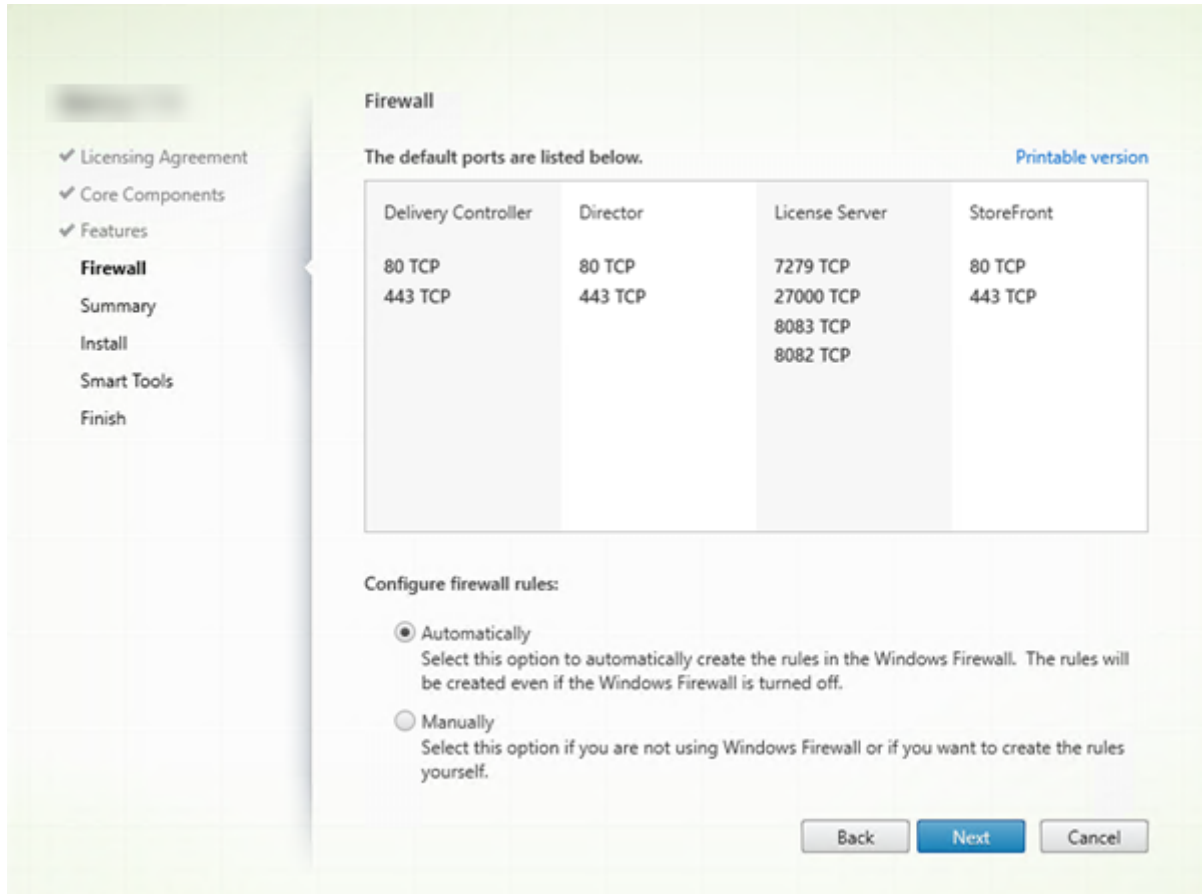 Firewall
✔ Licensing Agreement
✔ Core Components
✔ Features
Firewall
Summary
Install
Smart Tools
Finish
The default ports are listed below.
Printable version
Delivery Controller
80 TCP
443 TCP
Director
80 TCP
443 TCP
License Server
7279 TCP
27000 TCP
8083 TCP
8082 TCP
StoreFront
80 TCP
443 TCP
Configure firewall rules:
Automatically
Select this option to automatically create the rules in the Windows Firewall. The rules will
be created even if the Windows Firewall is turned off.
Manually
Select this option if you are not using Windows Firewall or if you want to create the rules
yourself.
Back
Next
Cancel